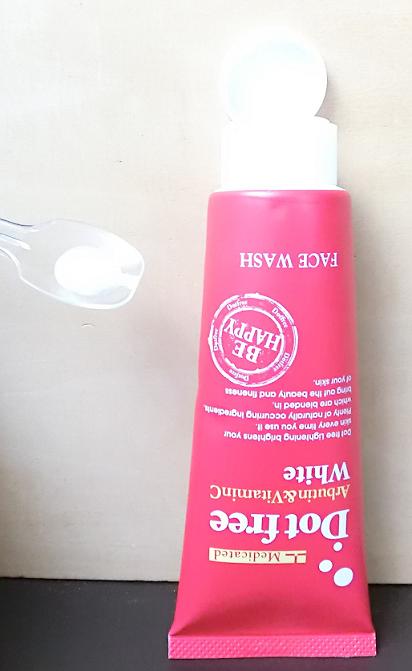 Medicated
Dot free
Arbutin&VitaminC
White
Dot free Lightening brightens your
skin every time you use it.
Plenty of naturally occurring ingredients,
which are blended in,
bring out the beauty and fineness
of your skin.
Dotfree
Dotfree
BE
HAPPY
Dotfree
Dotfree
FACE WASH